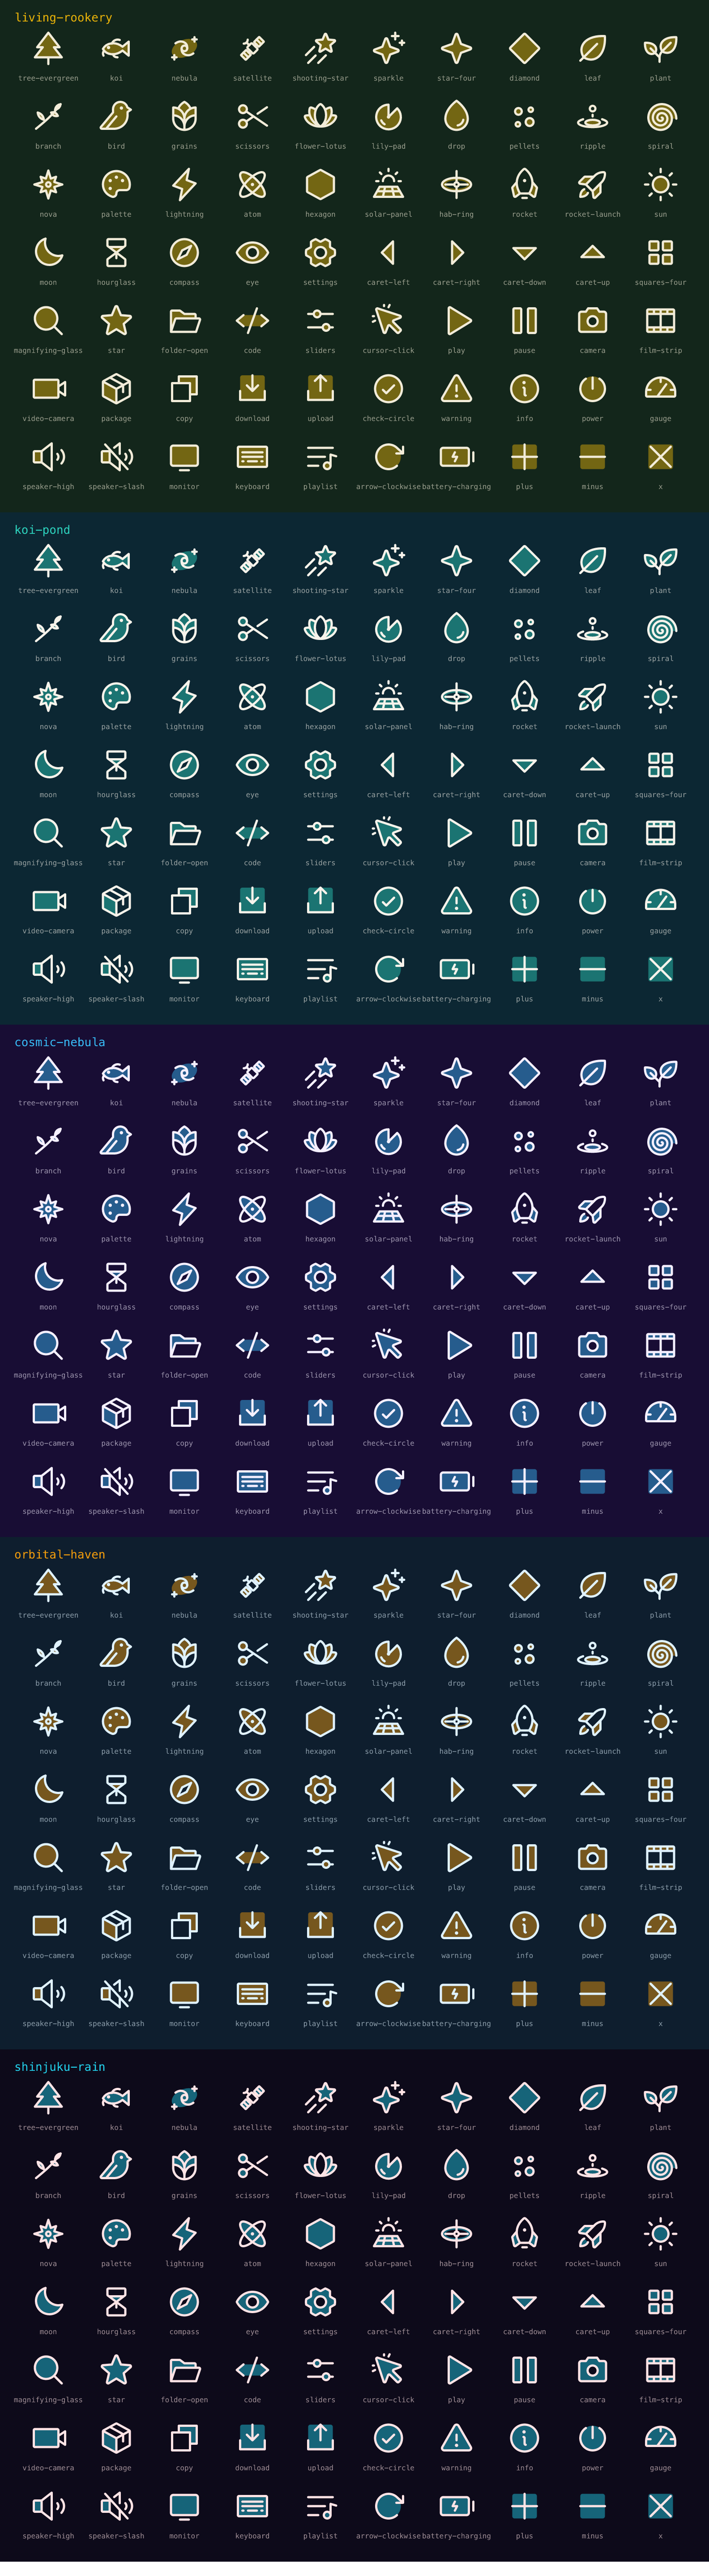 living-rookery
tree-evergreen koi nebula satellite shooting-star sparkle star-four diamond leaf plant
branch bird grains scissors flower-lotus lily-pad drop pellets ripple spiral
nova palette lightning atom hexagon solar-panel hab-ring rocket rocket-launch sun
moon hourglass compass eye settings caret-left caret-right caret-down caret-up squares-four
magnifying-glass star folder-open code sliders cursor-click play pause camera film-strip
video-camera package copy download upload check-circle warning info power gauge
speaker-high speaker-slash monitor keyboard playlist arrow-clockwise battery-charging plus minus x
koi-pond
tree-evergreen koi nebula satellite shooting-star sparkle star-four diamond leaf plant
branch bird grains scissors flower-lotus lily-pad drop pellets ripple spiral
nova palette lightning atom hexagon solar-panel hab-ring rocket rocket-launch sun
moon hourglass compass eye settings caret-left caret-right caret-down caret-up squares-four
magnifying-glass star folder-open code sliders cursor-click play pause camera film-strip
video-camera package copy download upload check-circle warning info power gauge
speaker-high speaker-slash monitor keyboard playlist arrow-clockwise battery-charging plus minus x
cosmic-nebula
tree-evergreen koi nebula satellite shooting-star sparkle star-four diamond leaf plant
branch bird grains scissors flower-lotus lily-pad drop pellets ripple spiral
nova palette lightning atom hexagon solar-panel hab-ring rocket rocket-launch sun
moon hourglass compass eye settings caret-left caret-right caret-down caret-up squares-four
magnifying-glass star folder-open code sliders cursor-click play pause camera film-strip
video-camera package copy download upload check-circle warning info power gauge
speaker-high speaker-slash monitor keyboard playlist arrow-clockwise battery-charging plus minus x
orbital-haven
tree-evergreen koi nebula satellite shooting-star sparkle star-four diamond leaf plant
branch bird grains scissors flower-lotus lily-pad drop pellets ripple spiral
nova palette lightning atom hexagon solar-panel hab-ring rocket rocket-launch sun
moon hourglass compass eye settings caret-left caret-right caret-down caret-up squares-four
magnifying-glass star folder-open code sliders cursor-click play pause camera film-strip
video-camera package copy download upload check-circle warning info power gauge
speaker-high speaker-slash monitor keyboard playlist arrow-clockwise battery-charging plus minus x
shinjuku-rain
tree-evergreen koi nebula satellite shooting-star sparkle star-four diamond leaf plant
branch bird grains scissors flower-lotus lily-pad drop pellets ripple spiral
nova palette lightning atom hexagon solar-panel hab-ring rocket rocket-launch sun
moon hourglass compass eye settings caret-left caret-right caret-down caret-up squares-four
magnifying-glass star folder-open code sliders cursor-click play pause camera film-strip
video-camera package copy download upload check-circle warning info power gauge
speaker-high speaker-slash monitor keyboard playlist arrow-clockwise battery-charging plus minus x